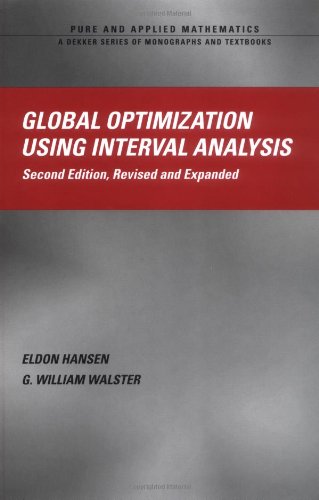 PURE AND APPLIED MATHEMATICS
A DEKKER SERIES OF MONOGRAPHS AND TEXTBOOKS
GLOBAL OPTIMIZATION
USING INTERVAL ANALYSIS
Second Edition, Revised and Expanded
ELDON HANSEN
G. WILLIAM WALSTER